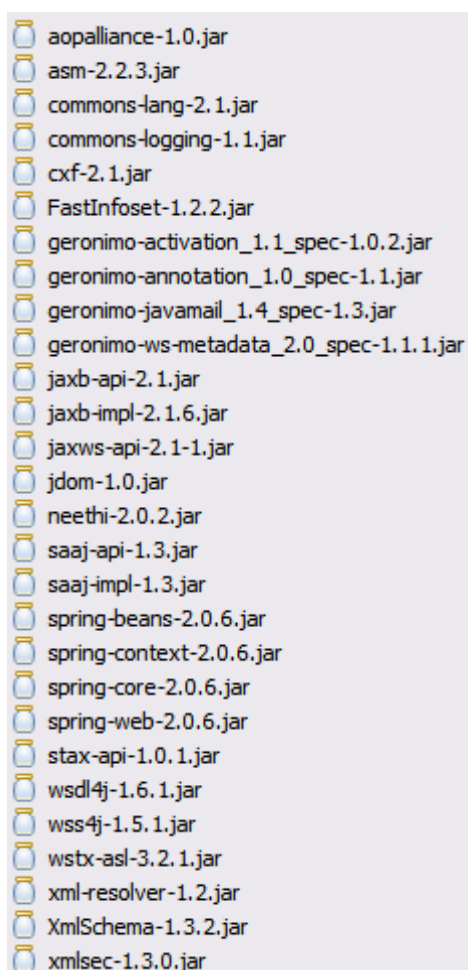 aopalliance-1.0.jar
asm-2.2.3.jar
commons-lang-2.1.jar
commons-logging-1.1.jar
cxf-2.1.jar
FastInfoset-1.2.2.jar
geronimo-activation_1.1_spec-1.0.2.jar
geronimo-annotation_1.0_spec-1.1.jar
geronimo-javamail_1.4_spec-1.3.jar
geronimo-ws-metadata_2.0_spec-1.1.1.jar
jaxb-api-2.1.jar
jaxb-impl-2.1.6.jar
jaxws-api-2.1-1.jar
jdom-1.0.jar
neethi-2.0.2.jar
saaj-api-1.3.jar
saaj-impl-1.3.jar
spring-beans-2.0.6.jar
spring-context-2.0.6.jar
spring-core-2.0.6.jar
spring-web-2.0.6.jar
stax-api-1.0.1.jar
wsdl4j-1.6.1.jar
wss4j-1.5.1.jar
wstx-asl-3.2.1.jar
xml-resolver-1.2.jar
XmlSchema-1.3.2.jar
xmlsec-1.3.0.jar